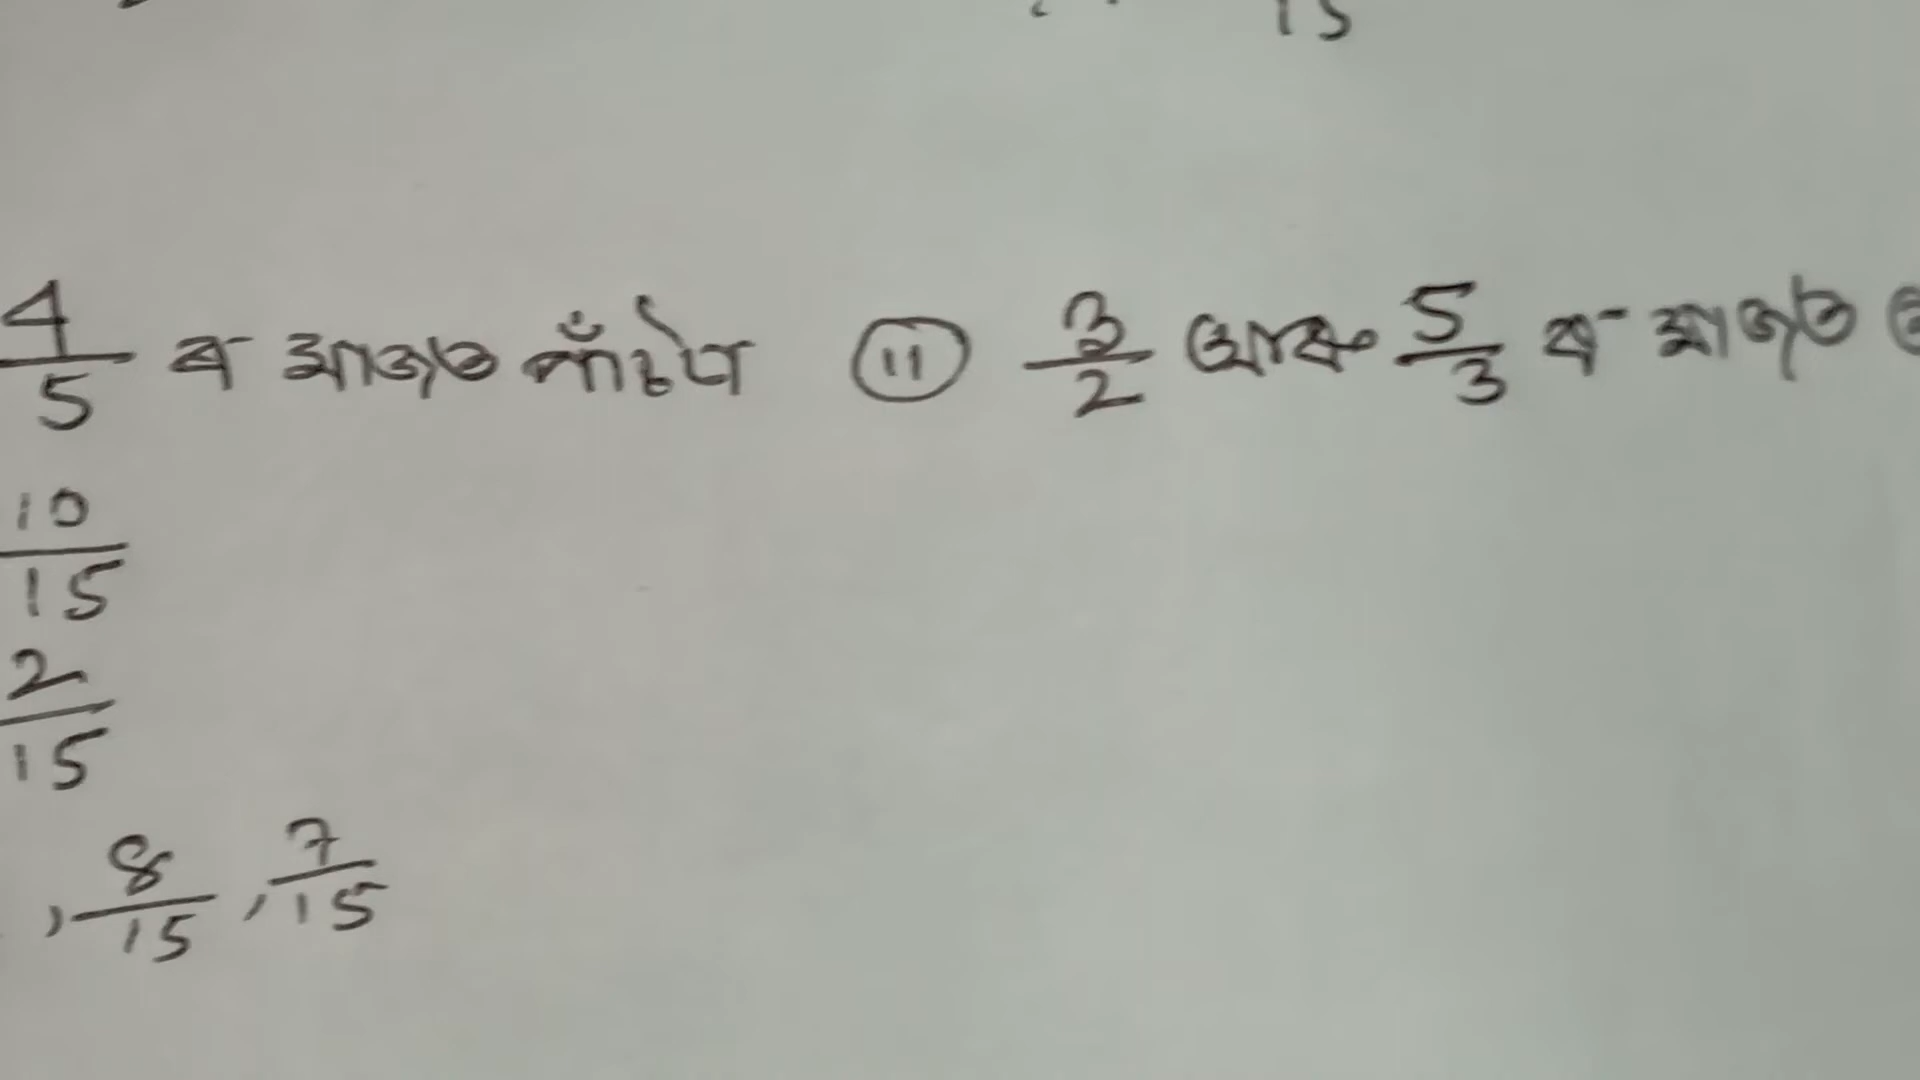 15
4/5 ৰ মাজত পাঁচটা (ii) 3/2 আৰু 5/3 ৰ মাজত
10/15
2/15
, 8/15, 7/15